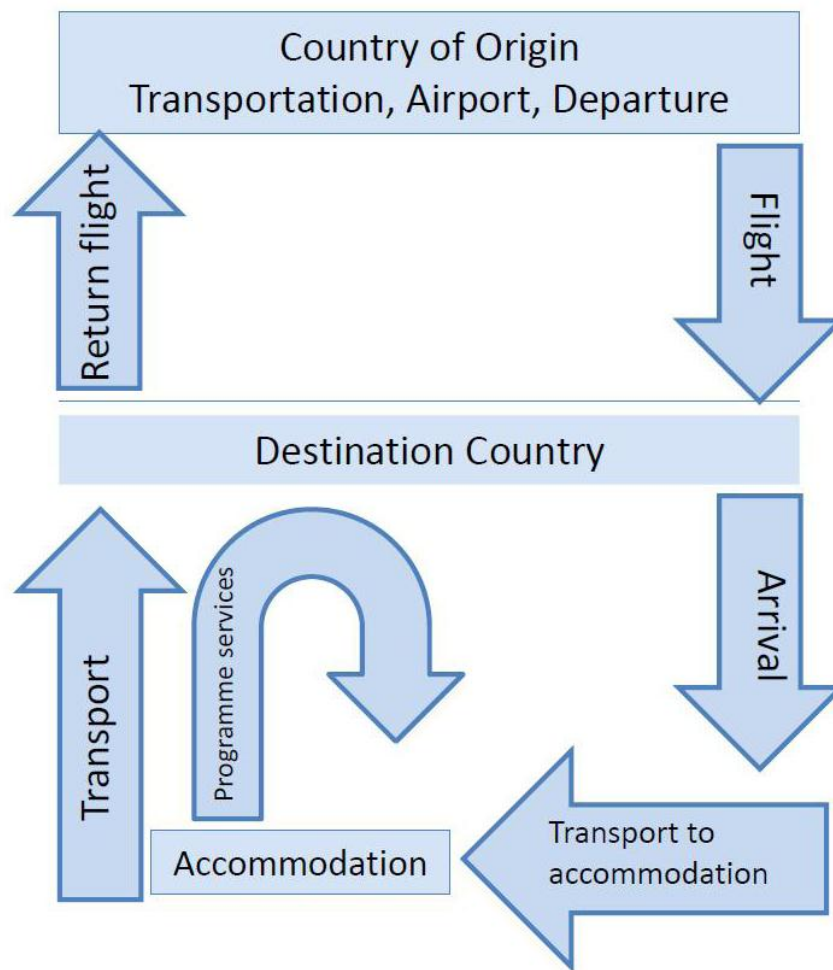 Country of Origin
Transportation, Airport, Departure
Return flight
Flight
Destination Country
Transport
Programme services
Arrival
Accommodation
Transport to
accommodation